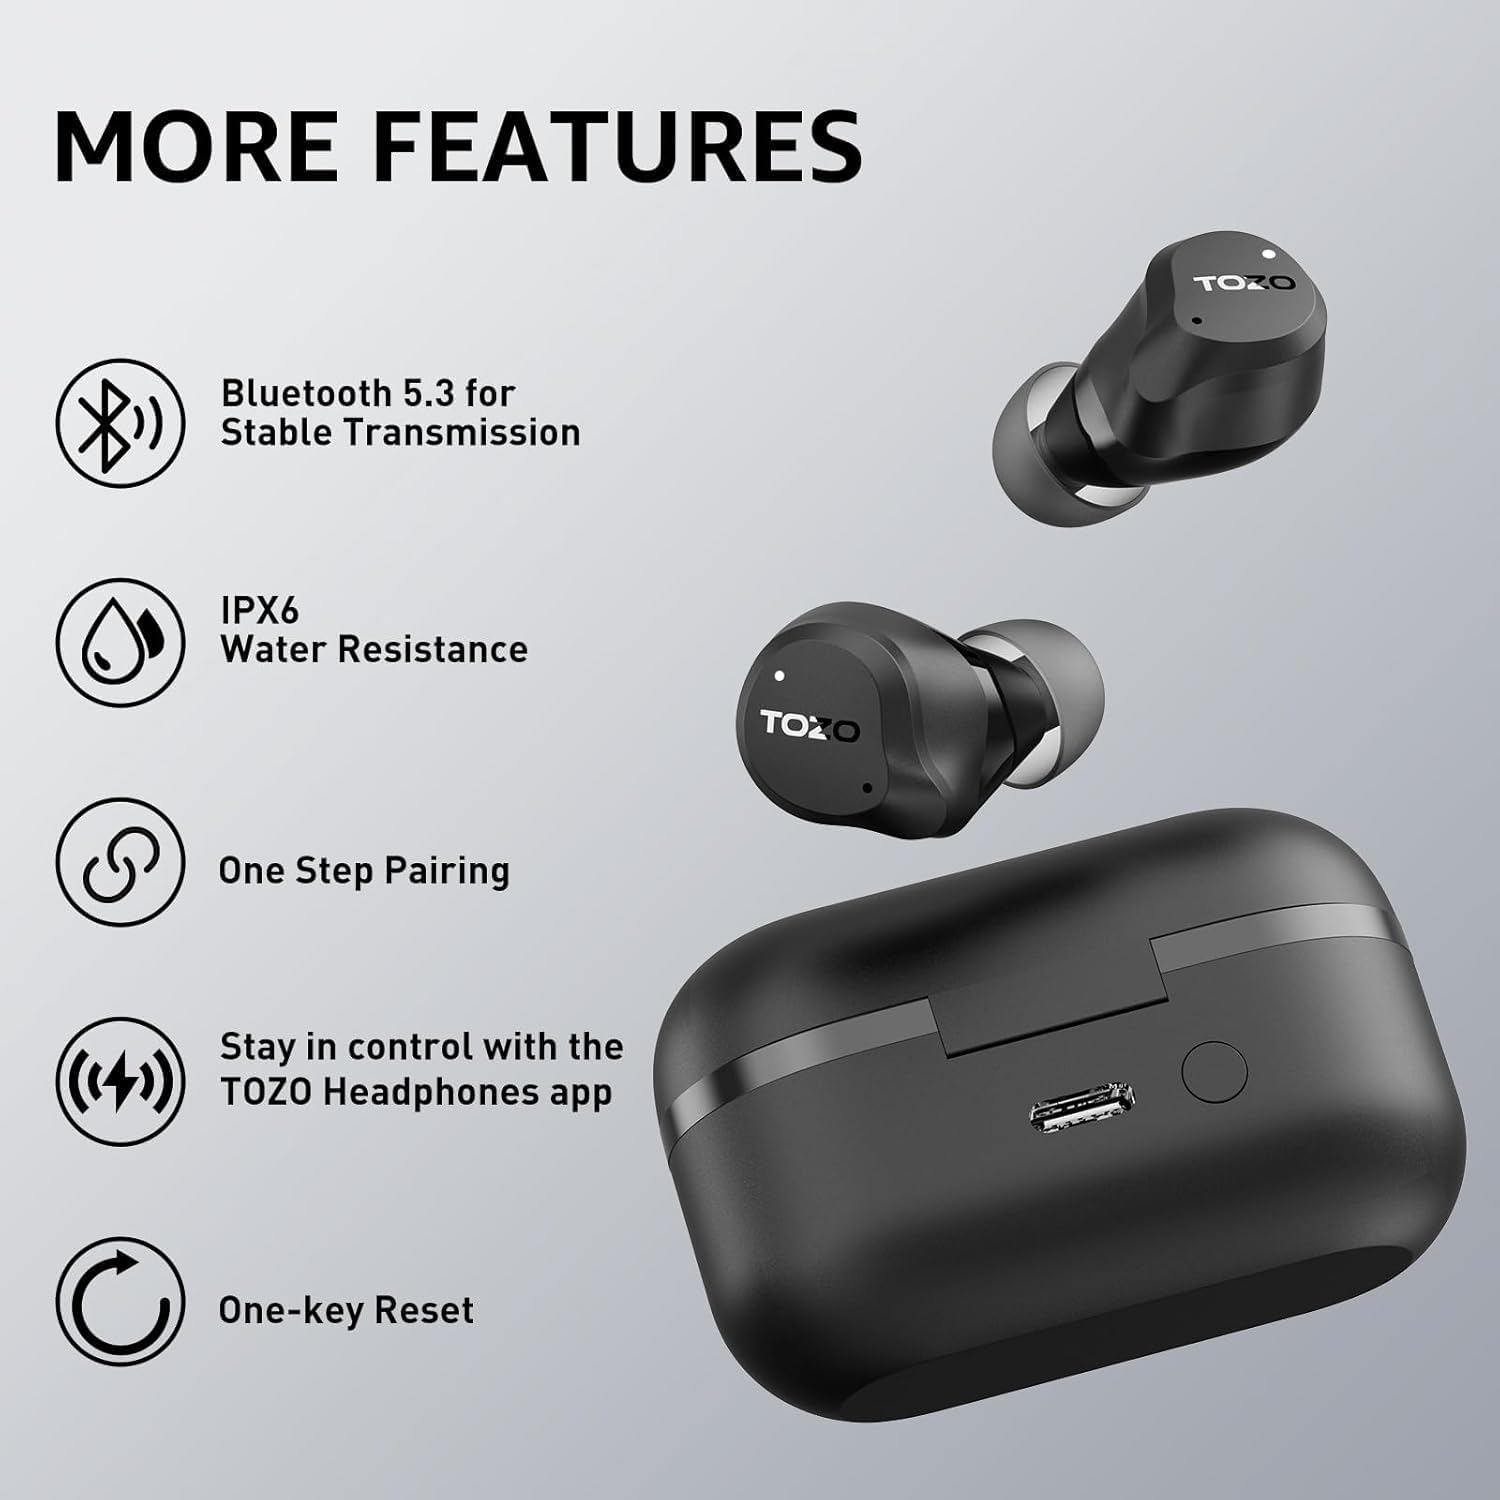 MORE FEATURES
Bluetooth 5.3 for
Stable Transmission
IPX6
Water Resistance
One Step Pairing
Stay in control with the
TOZO Headphones app
One-key Reset
TOZO
TOZO